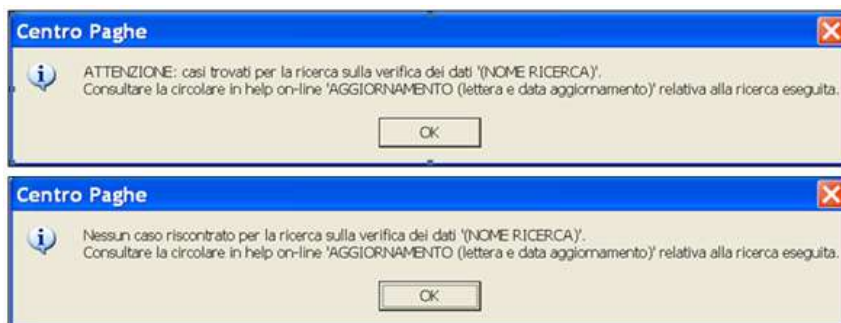 Centro Paghe
ATTENZIONE: casi trovati per la ricerca sulla verifica dei dati '(NOME RICERCA)'.
Consultare la circolare in help on-line 'AGGIORNAMENTO (lettera e data aggiornamento)' relativa alla ricerca eseguita.
OK
Centro Paghe
Nessun caso riscontrato per la ricerca sulla verifica dei dati '(NOME RICERCA)'.
Consultare la circolare in help on-line 'AGGIORNAMENTO (lettera e data aggiornamento)' relativa alla ricerca eseguita.
OK